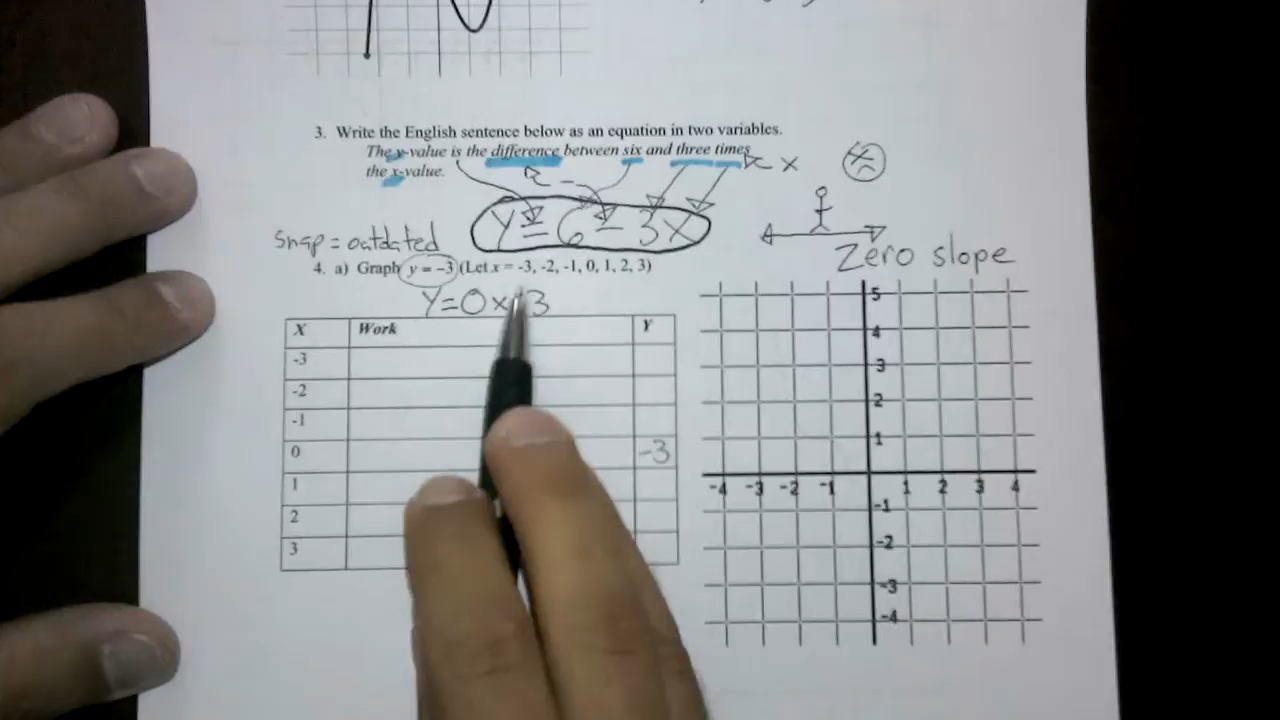 3. Write the English sentence below as an equation in two variables.
The y-value is the difference between six and three times
the x-value.
x
y = 6 - 3x
snap = outdated
Zero slope
4. a) Graph y = -3 (Let x = -3, -2, -1, 0, 1, 2, 3)
Y=0x-3
X Work Y
-3
-2
-1
0 -3
1
2
3
5
4
3
2
1
-4 -3 -2 -1 1 2 3 4
-1
-2
-3
-4